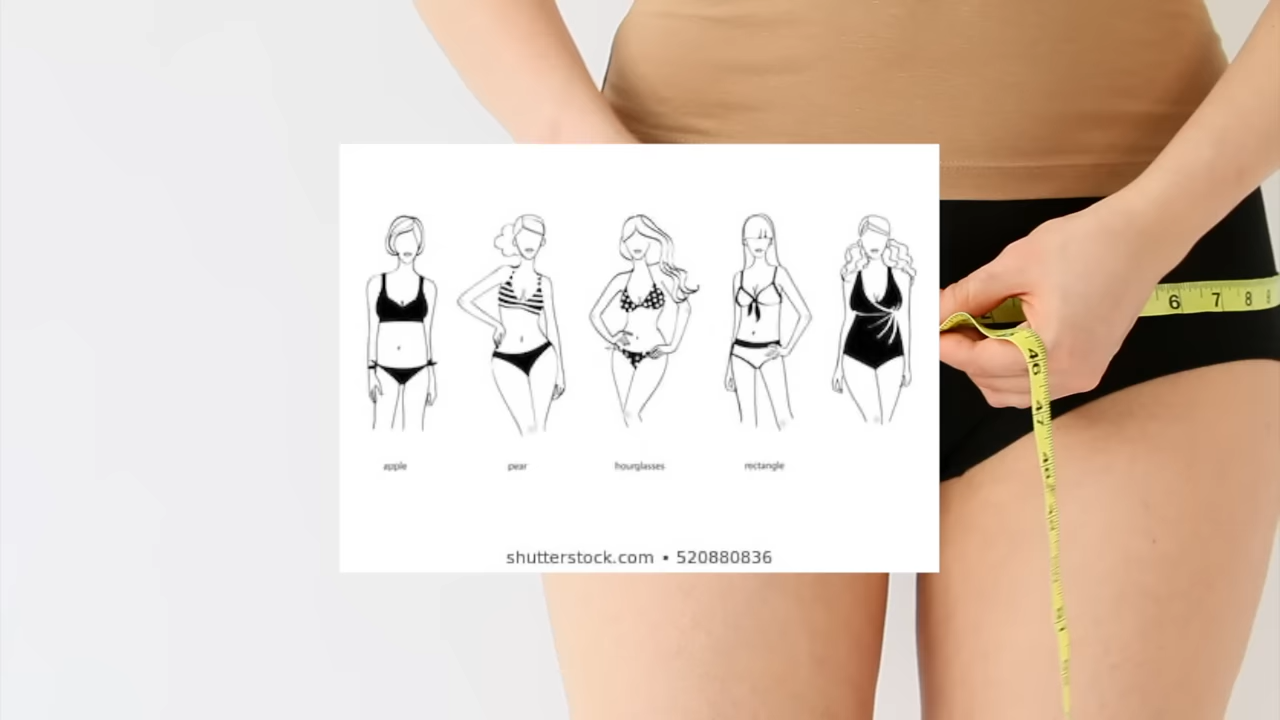 apple pear hourglasses rectangle
shutterstock.com • 520880836
6 7 8
46
47